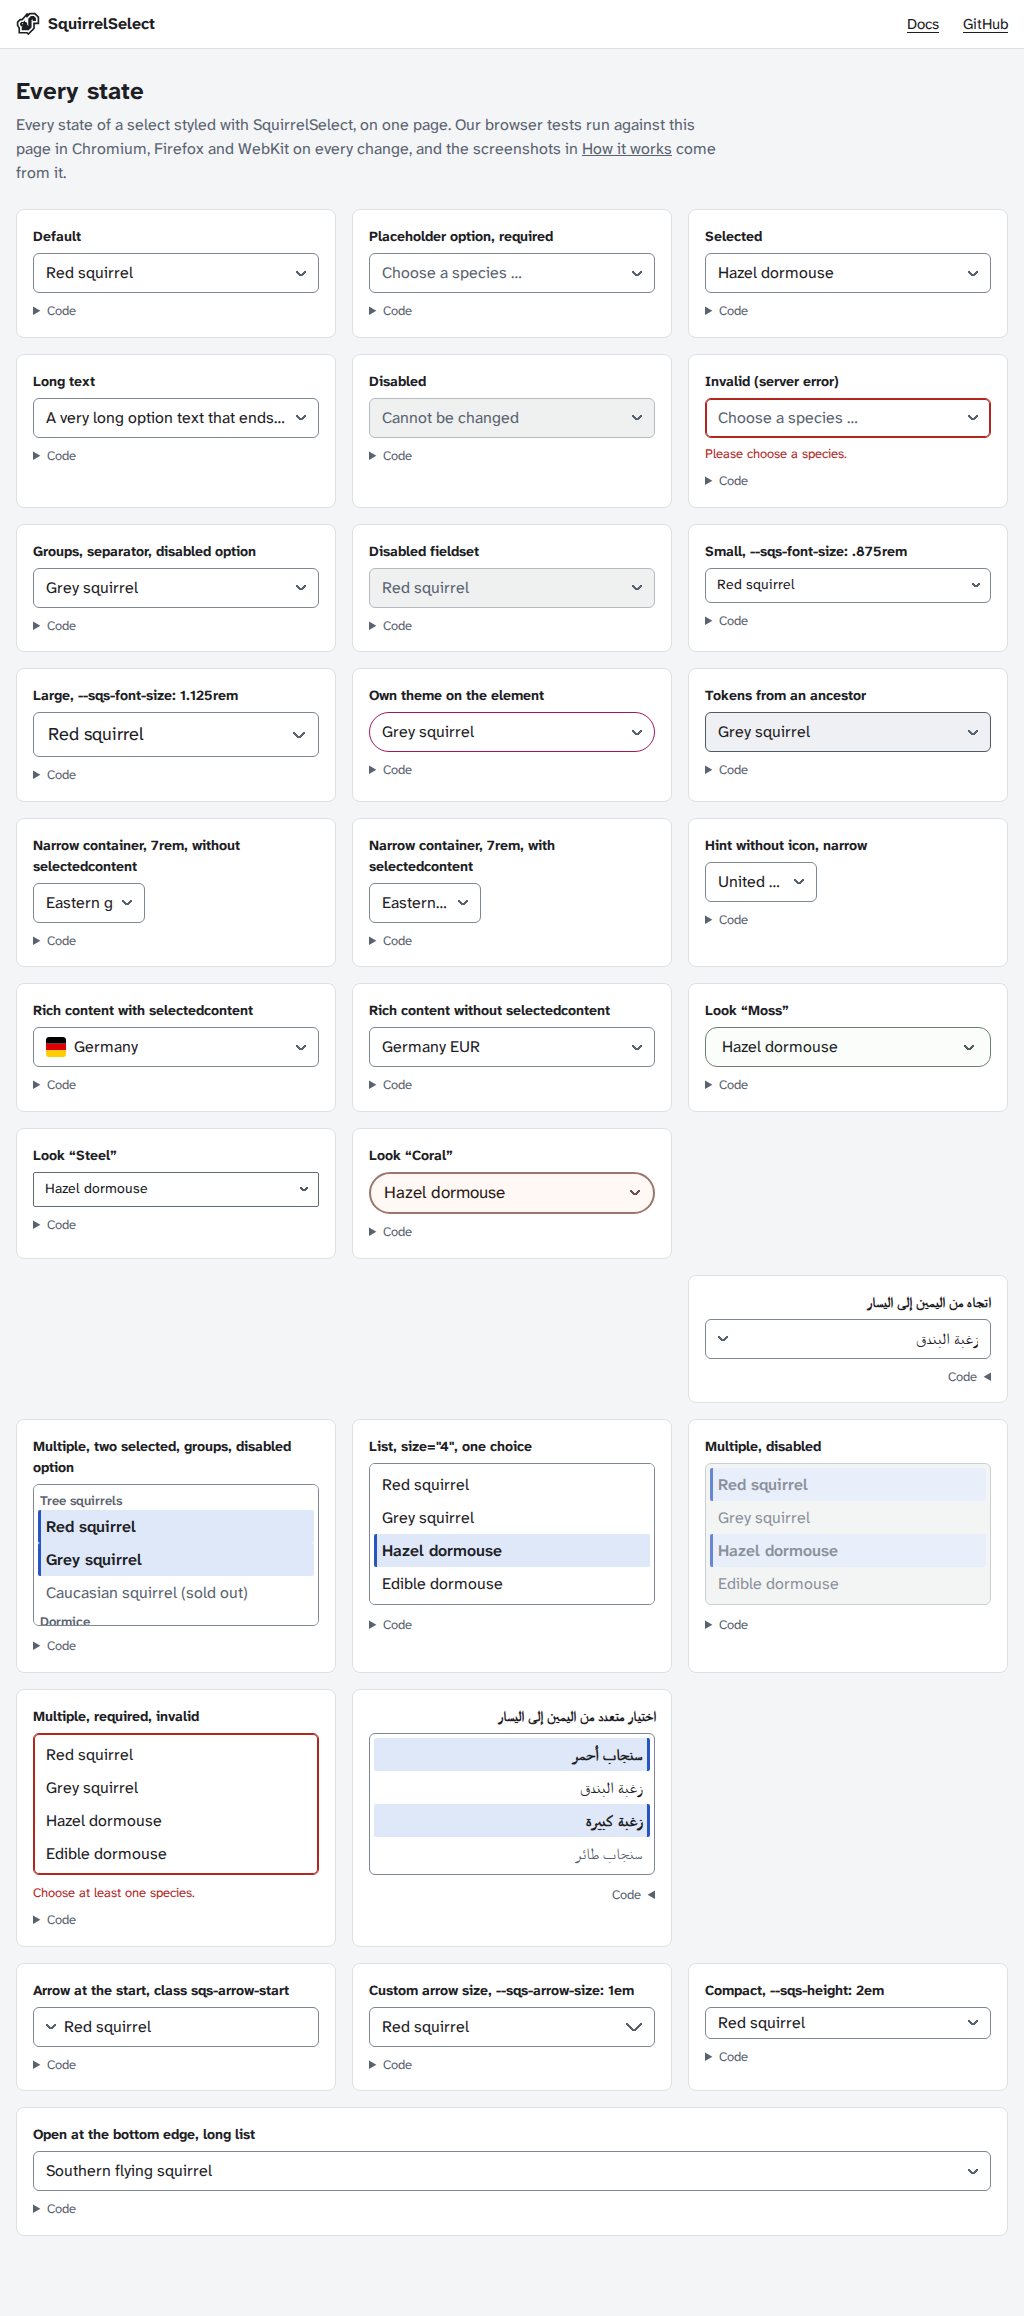 SquirrelSelect
Docs
GitHub
Every state
Every state of a select styled with SquirrelSelect, on one page. Our browser tests run against this
page in Chromium, Firefox and WebKit on every change, and the screenshots in How it works come
from it.
Default
Red squirrel
Code
Placeholder option, required
Choose a species ...
Code
Selected
Hazel dormouse
Code
Long text
A very long option text that ends...
Code
Disabled
Cannot be changed
Code
Invalid (server error)
Choose a species ...
Please choose a species.
Code
Groups, separator, disabled option
Grey squirrel
Code
Disabled fieldset
Red squirrel
Code
Small, --sqs-font-size: .875rem
Red squirrel
Code
Large, --sqs-font-size: 1.125rem
Red squirrel
Code
Own theme on the element
Grey squirrel
Code
Tokens from an ancestor
Grey squirrel
Code
Narrow container, 7rem, without
selectedcontent
Eastern g
Code
Narrow container, 7rem, with
selectedcontent
Eastern...
Code
Hint without icon, narrow
United ...
Code
Rich content with selectedcontent
Germany
Code
Rich content without selectedcontent
Germany EUR
Code
Look “Moss”
Hazel dormouse
Code
Look “Steel”
Hazel dormouse
Code
Look “Coral”
Hazel dormouse
Code
اتجاه من اليمين إلى اليسار
زغبة البندق
Code
Multiple, two selected, groups, disabled
option
Tree squirrels
Red squirrel
Grey squirrel
Caucasian squirrel (sold out)
Dormice
Code
List, size="4", one choice
Red squirrel
Grey squirrel
Hazel dormouse
Edible dormouse
Code
Multiple, disabled
Red squirrel
Grey squirrel
Hazel dormouse
Edible dormouse
Code
Multiple, required, invalid
Red squirrel
Grey squirrel
Hazel dormouse
Edible dormouse
Choose at least one species.
Code
اختيار متعدد من اليمين إلى اليسار
سنجاب أحمر
زغبة البندق
زغبة كبيرة
سنجاب طائر
Code
Arrow at the start, class sqs-arrow-start
Red squirrel
Code
Custom arrow size, --sqs-arrow-size: 1em
Red squirrel
Code
Compact, --sqs-height: 2em
Red squirrel
Code
Open at the bottom edge, long list
Southern flying squirrel
Code